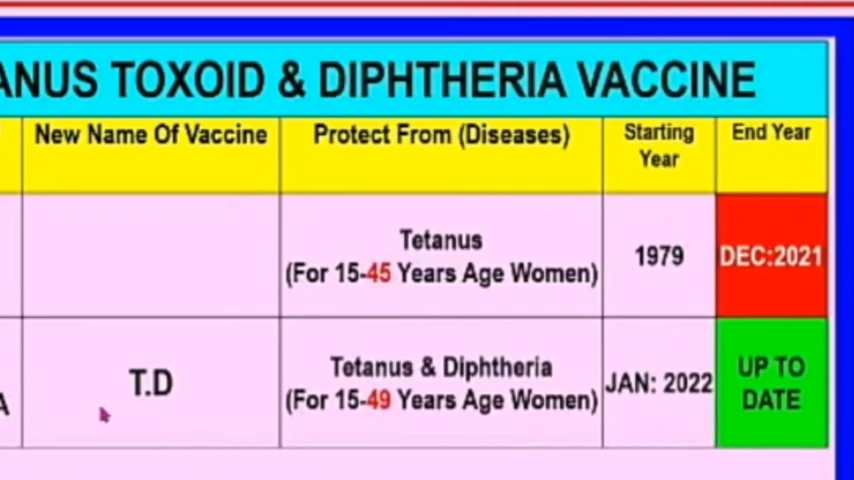 ANUS TOXOID & DIPHTHERIA VACCINE
New Name Of Vaccine
Protect From (Diseases)
Starting
Year
End Year
Tetanus
(For 15-45 Years Age Women)
1979
DEC:2021
A
T.D
Tetanus & Diphtheria
(For 15-49 Years Age Women)
JAN: 2022
UP TO
DATE